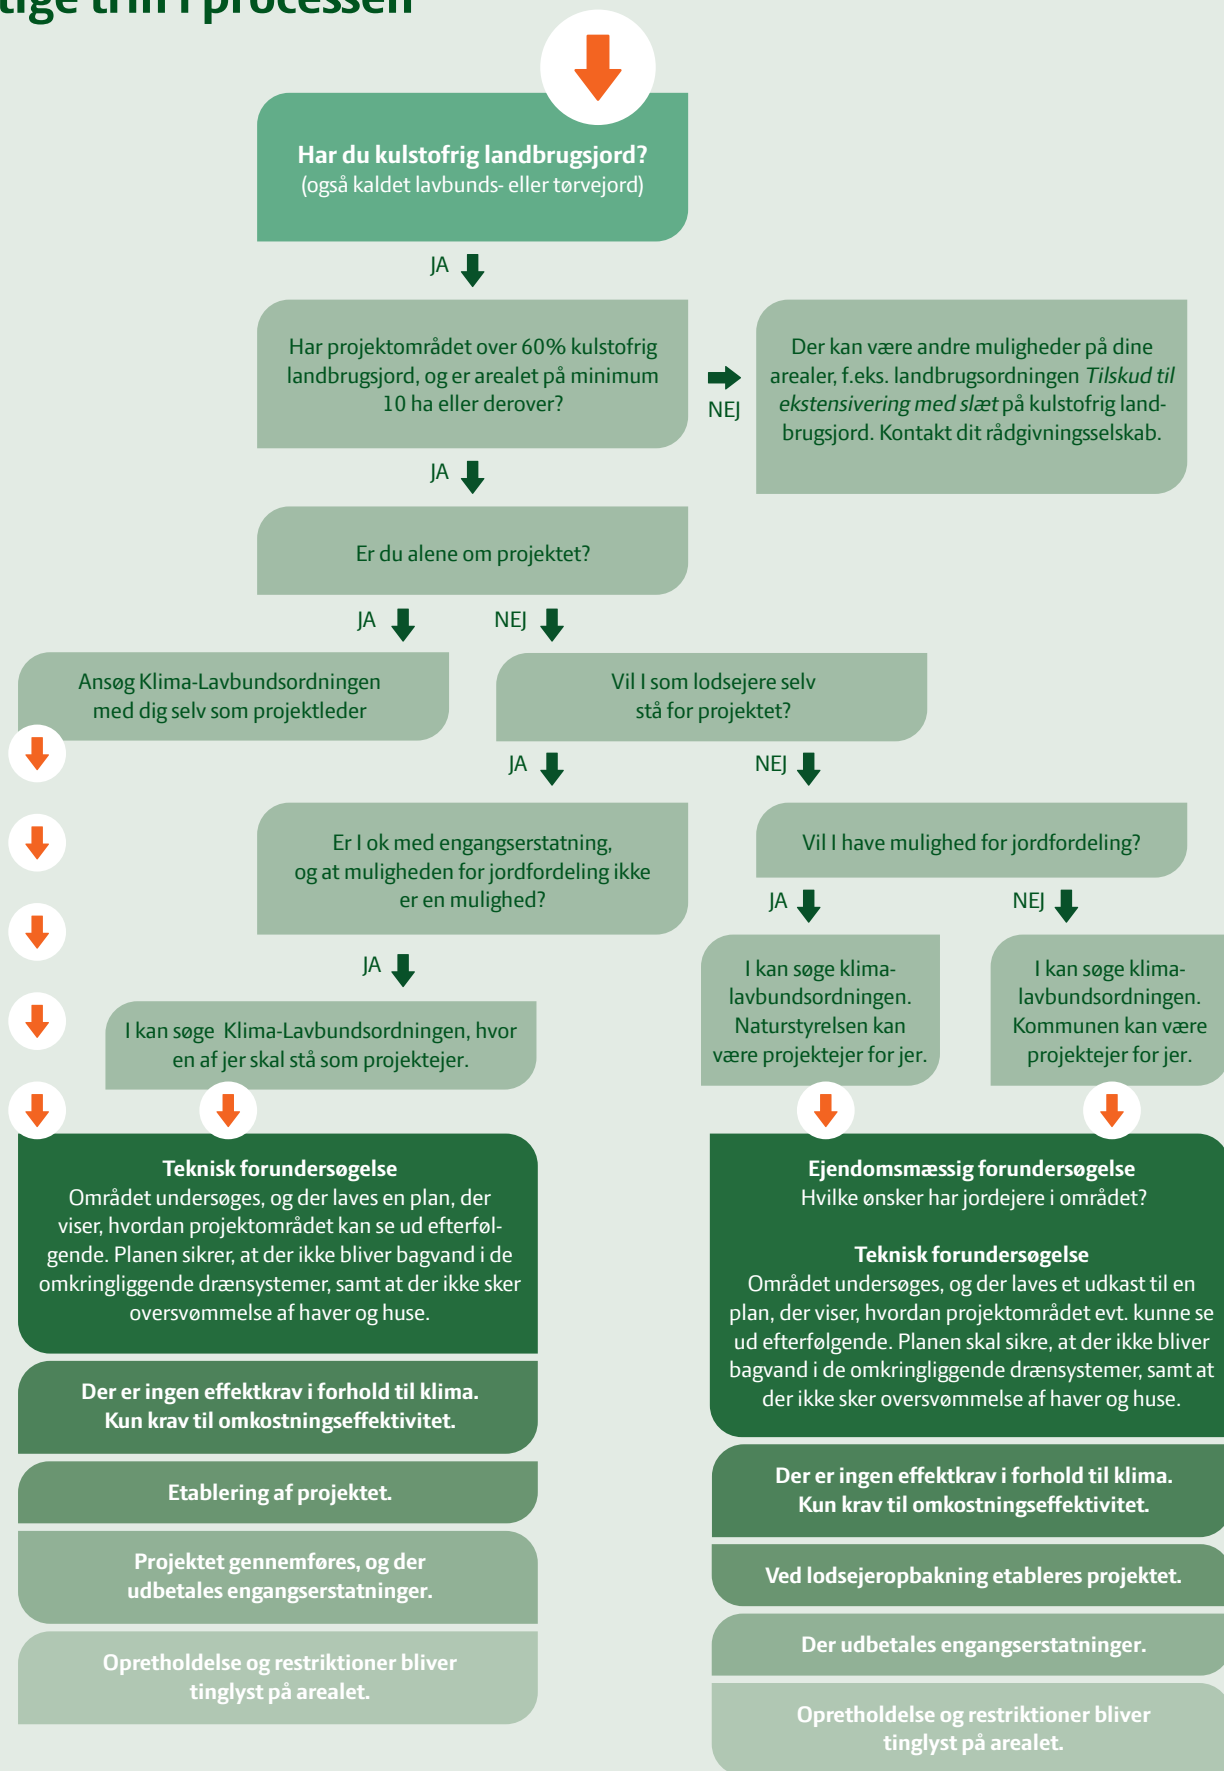 i processen
Har du kulstofrig landbrugsjord?
(også kaldet lavbunds- eller tørvejord)
JA
Har projektområdet over 60% kulstofrig
landbrugsjord, og er arealet på minimum
10 ha eller derover?
NEJ
Der kan være andre muligheder på dine
arealer, f.eks. landbrugsordningen Tilskud til
ekstensivering med slæt på kulstofrig land-
brugsjord. Kontakt dit rådgivningsselskab.
JA
Er du alene om projektet?
JA
NEJ
Ansøg Klima-Lavbundsordningen
med dig selv som projektleder
Vil I som lodsejere selv
stå for projektet?
JA
NEJ
Er I ok med engangserstatning,
og at muligheden for jordfordeling ikke
er en mulighed?
Vil I have mulighed for jordfordeling?
JA
NEJ
JA
I kan søge Klima-Lavbundsordningen, hvor
en af jer skal stå som projektejer.
I kan søge klima-
lavbundsordningen.
Naturstyrelsen kan
være projektejer for jer.
I kan søge klima-
lavbundsordningen.
Kommunen kan være
projektejer for jer.
Teknisk forundersøgelse
Området undersøges, og der laves en plan, der
viser, hvordan projektområdet kan se ud efterføl-
gende. Planen sikrer, at der ikke bliver bagvand i de
omkringliggende drænsystemer, samt at der ikke sker
oversvømmelse af haver og huse.
Der er ingen effektkrav i forhold til klima.
Kun krav til omkostningseffektivitet.
Etablering af projektet.
Projektet gennemføres, og der
udbetales engangserstatninger.
Opretholdelse og restriktioner bliver
tinglyst på arealet.
Ejendomsmæssig forundersøgelse
Hvilke ønsker har jordejere i området?
Teknisk forundersøgelse
Området undersøges, og der laves et udkast til en
plan, der viser, hvordan projektområdet evt. kunne se
ud efterfølgende. Planen skal sikre, at der ikke bliver
bagvand i de omkringliggende drænsystemer, samt at
der ikke sker oversvømmelse af haver og huse.
Der er ingen effektkrav i forhold til klima.
Kun krav til omkostningseffektivitet.
Ved lodsejeropbakning etableres projektet.
Der udbetales engangserstatninger.
Opretholdelse og restriktioner bliver
tinglyst på arealet.